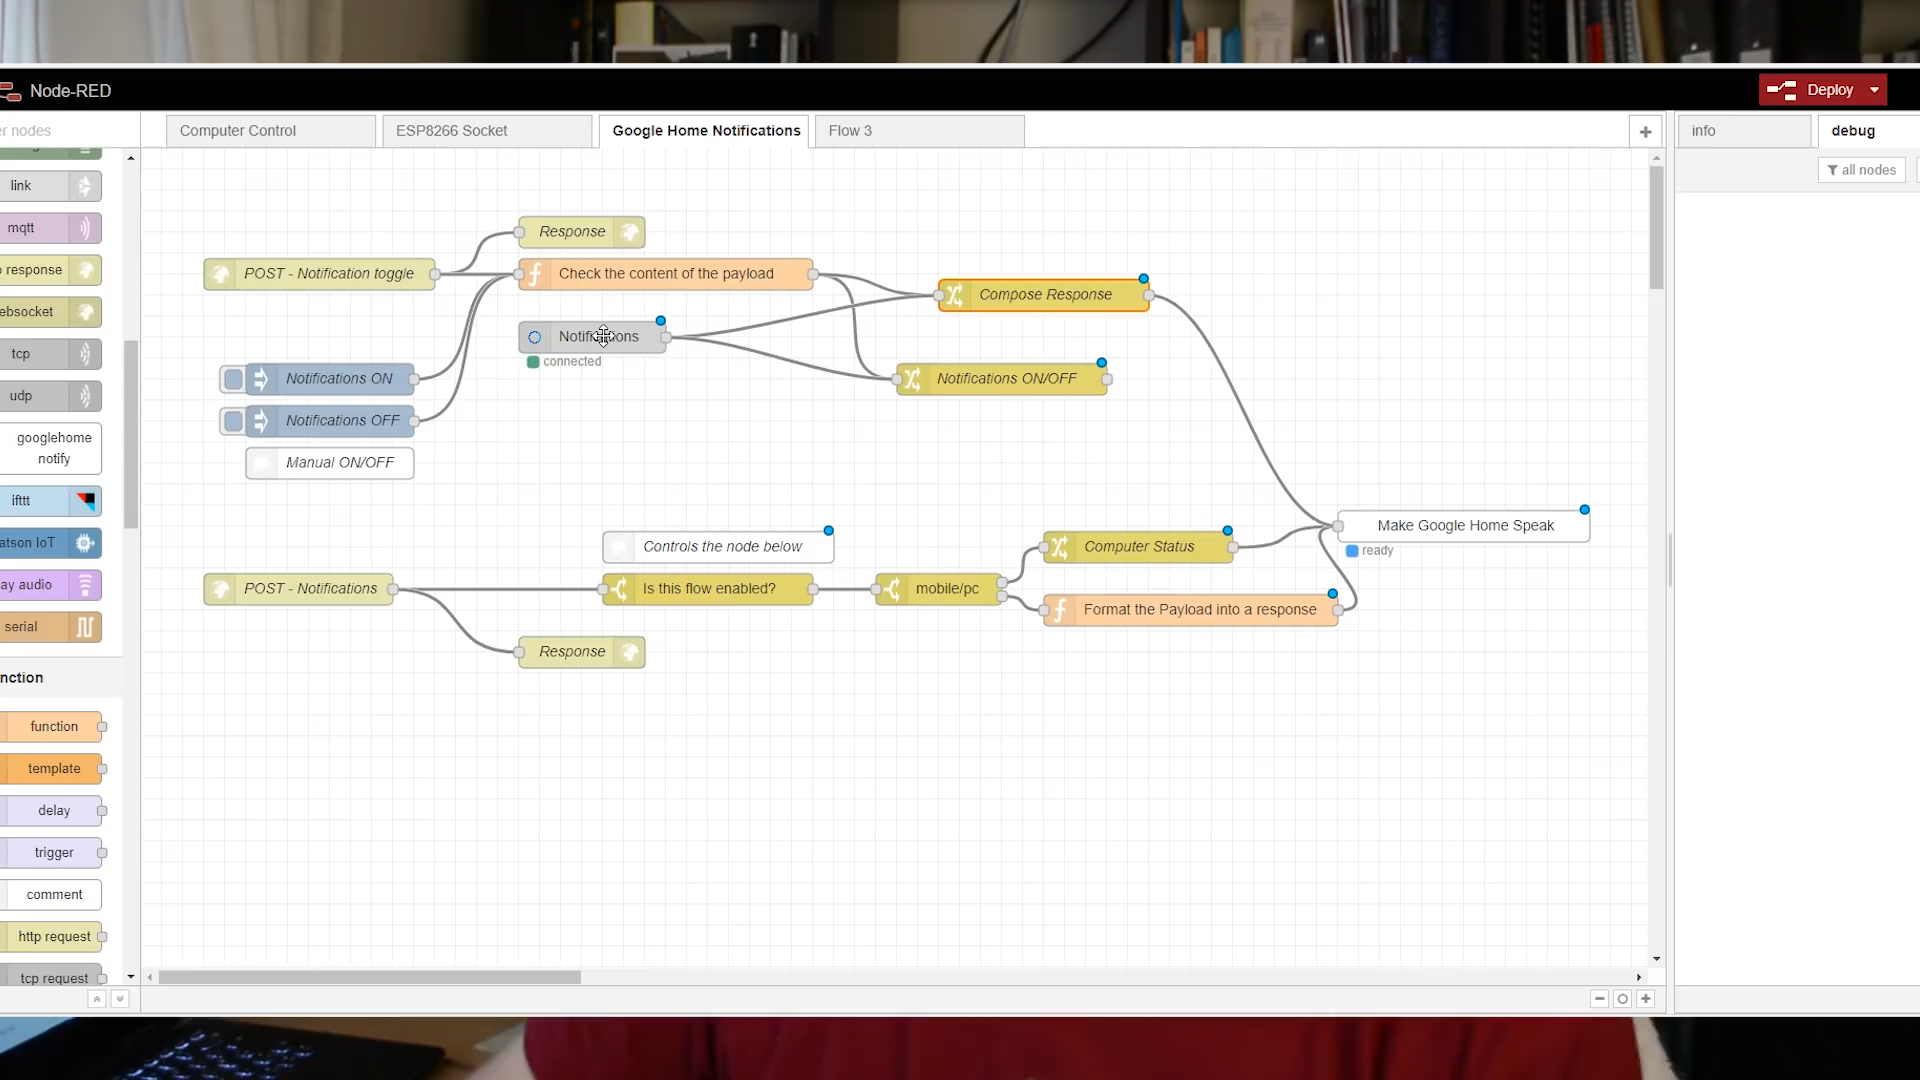 Node-RED
Deploy
er nodes
Computer Control
ESP8266 Socket
Google Home Notifications
Flow 3
info
debug
all nodes
link
mqtt
o response
ebsocket
tcp
udp
googlehome
notify
ifttt
atson IoT
ay audio
serial
nction
function
template
delay
trigger
comment
http request
tcp request
Response
POST - Notification toggle
Check the content of the payload
Compose Response
Notifications
connected
Notifications ON
Notifications ON/OFF
Notifications OFF
Manual ON/OFF
Make Google Home Speak
ready
Controls the node below
Computer Status
POST - Notifications
Is this flow enabled?
mobile/pc
Format the Payload into a response
Response